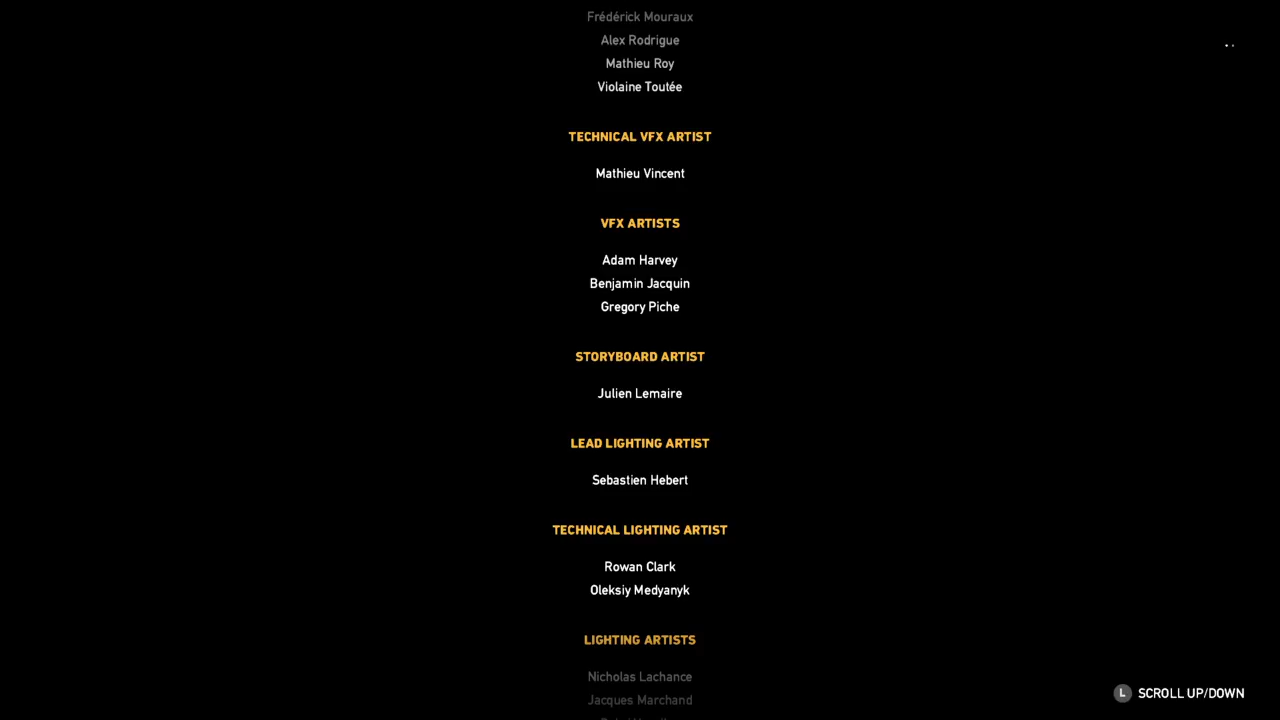 Frédérick Mouraux
Alex Rodrigue
Mathieu Roy
Violaine Toutée
TECHNICAL VFX ARTIST
Mathieu Vincent
VFX ARTISTS
Adam Harvey
Benjamin Jacquin
Gregory Piche
STORYBOARD ARTIST
Julien Lemaire
LEAD LIGHTING ARTIST
Sebastien Hebert
TECHNICAL LIGHTING ARTIST
Rowan Clark
Oleksiy Medyanyk
LIGHTING ARTISTS
Nicholas Lachance
Jacques Marchand
L SCROLL UP/DOWN